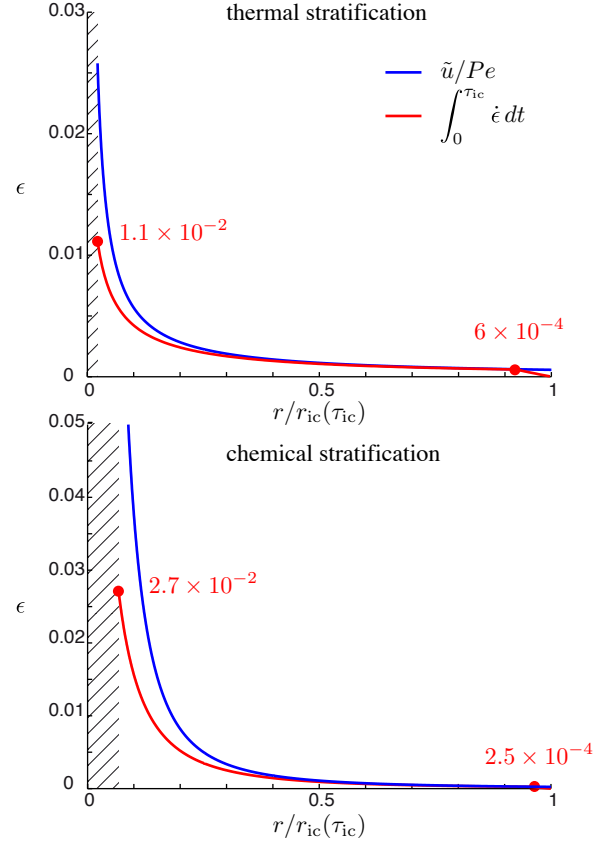 thermal stratification
0.03
ũ/Pe
∫₀^τic ϵ̇ dt
0.02
ϵ
1.1 × 10⁻²
0.01
6 × 10⁻⁴
0
0 0.5 1
r/r_ic(τ_ic)
0.05
chemical stratification
0.04
0.03
2.7 × 10⁻²
ϵ
0.02
0.01
2.5 × 10⁻⁴
0
0 0.5 1
r/r_ic(τ_ic)